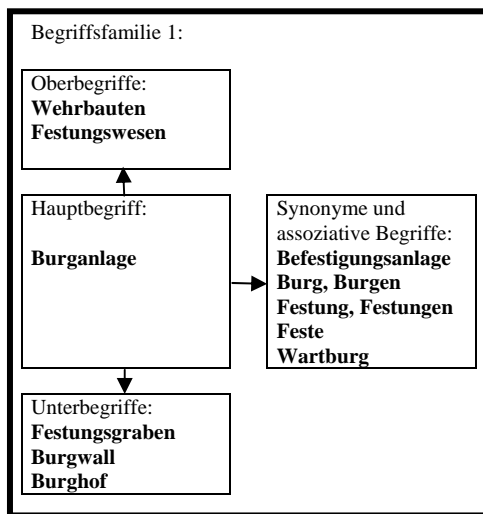 Begriffsfamilie 1:
Oberbegriffe:
Wehrbauten
Festungswesen
Hauptbegriff:
Burganlage
Synonyme und
assoziative Begriffe:
Befestigungsanlage
Burg, Burgen
Festung, Festungen
Feste
Wartburg
Unterbegriffe:
Festungsgraben
Burgwall
Burghof